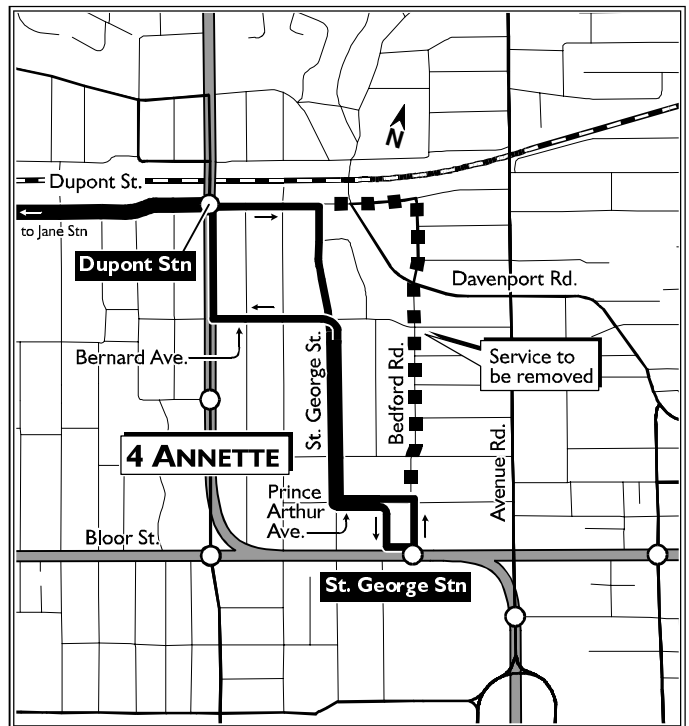 N
Dupont St.
to Jane Stn
Dupont Stn
Davenport Rd.
Bernard Ave.
St. George St.
Bedford Rd.
Service to
be removed
4 ANNETTE
Avenue Rd.
Prince
Arthur
Ave.
Bloor St.
St. George Stn